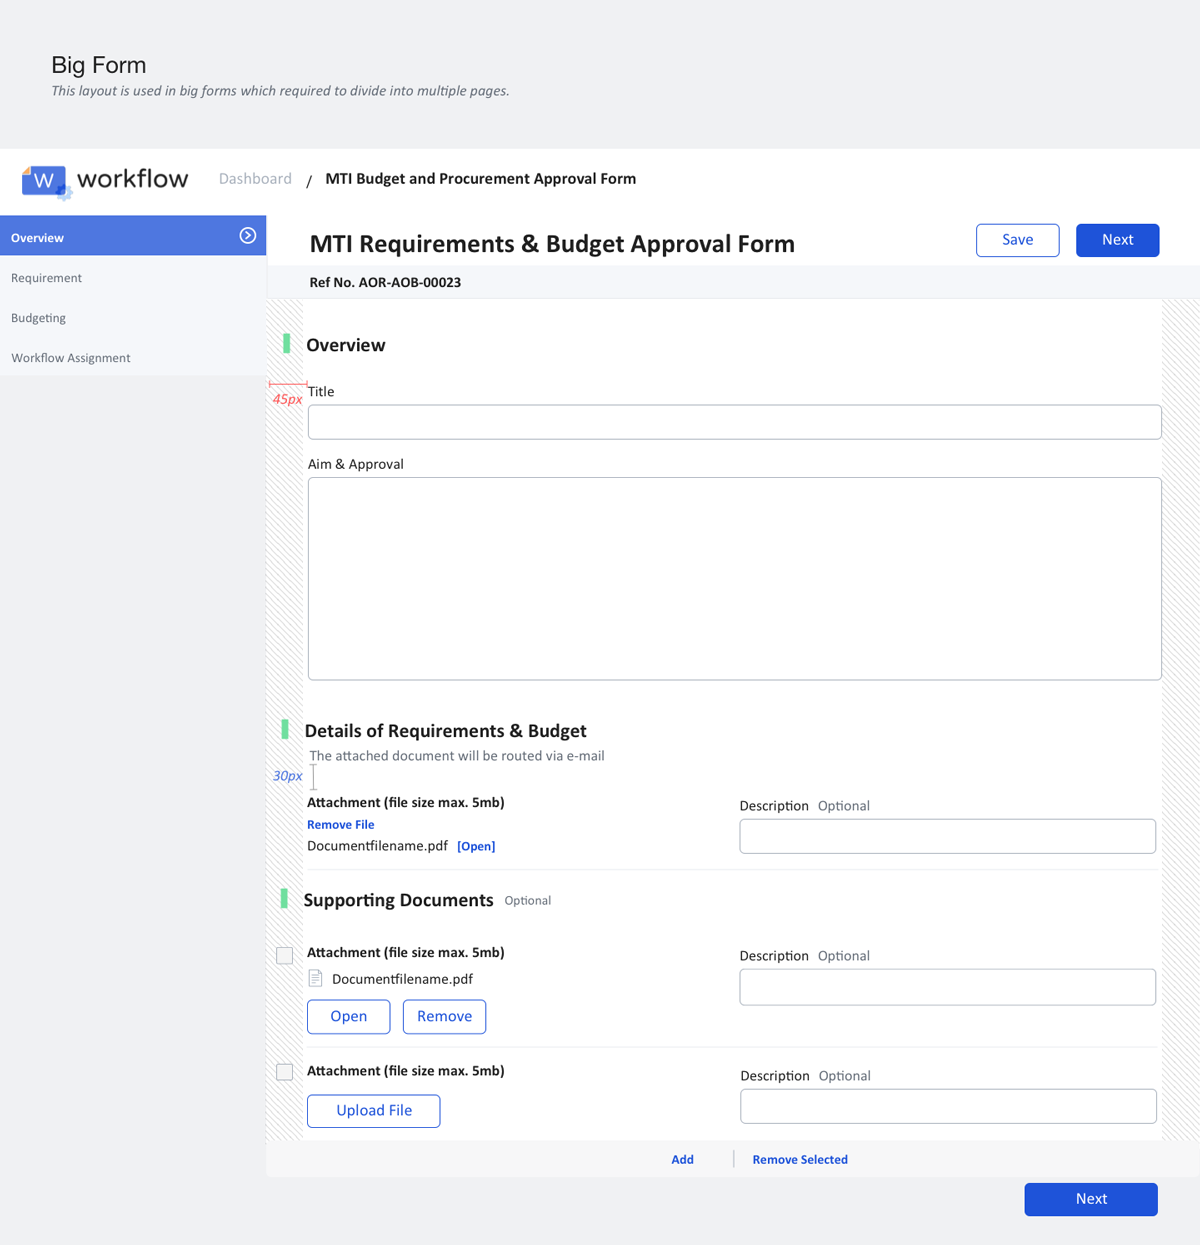 Big Form
This layout is used in big forms which required to divide into multiple pages.
W workflow Dashboard / MTI Budget and Procurement Approval Form
Overview
Requirement
Budgeting
Workflow Assignment
MTI Requirements & Budget Approval Form Save Next
Ref No. AOR-AOB-00023
Overview
45px
Title
Aim & Approval
Details of Requirements & Budget
The attached document will be routed via e-mail
30px
Attachment (file size max. 5mb)
Remove File
Documentfilename.pdf [Open]
Description Optional
Supporting Documents Optional
Attachment (file size max. 5mb)
Documentfilename.pdf
Open Remove
Description Optional
Attachment (file size max. 5mb)
Upload File
Description Optional
Add | Remove Selected
Next